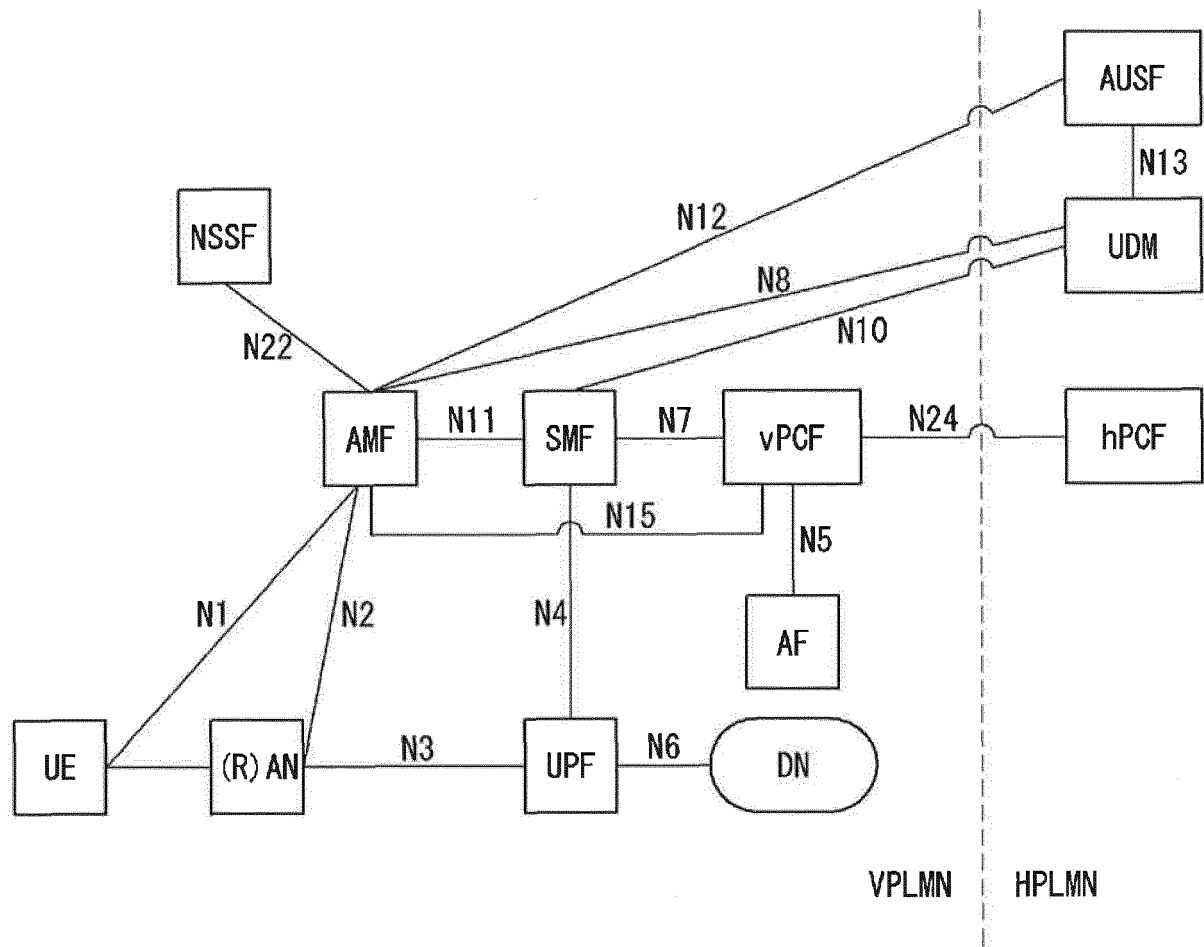 AUSF
N13
N12
NSSF
UDM
N8
N10
N22
AMF
N11
SMF
N7
vPCF
N24
hPCF
N15
N5
N1
N2
N4
AF
UE
(R)AN
N3
UPF
N6
DN
VPLMN
HPLMN